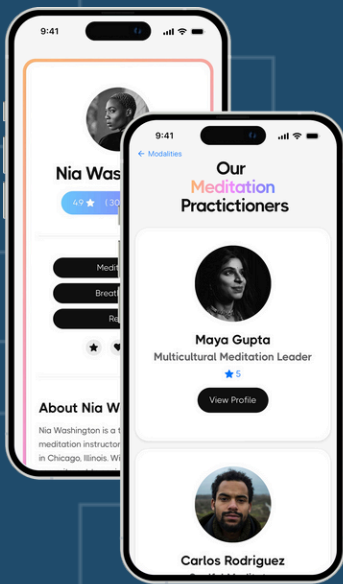 9:41
Nia Was
4.9
About Nia W
Nia Washington is a t
meditation instructor
in Chicago, Illinois. Wi
9:41
← Modalities
Our
Meditation
Practictioners
Maya Gupta
Multicultural Meditation Leader
5
View Profile
Carlos Rodriguez